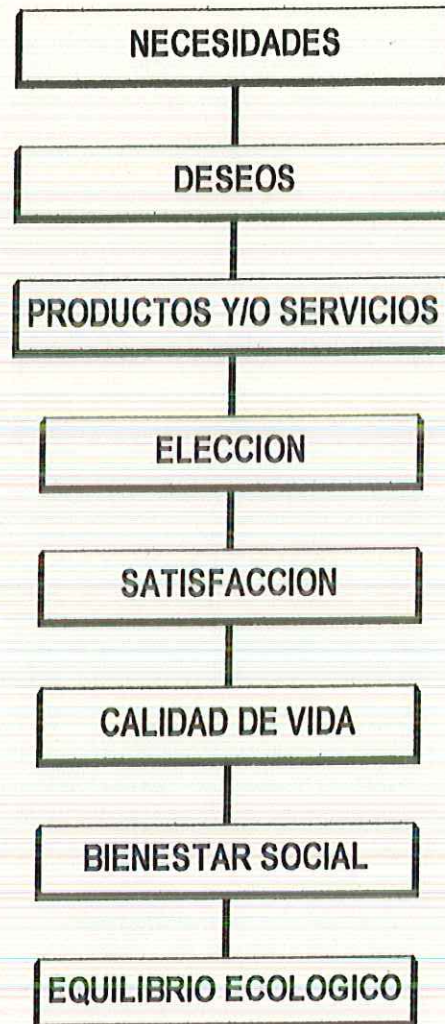 NECESIDADES
DESEOS
PRODUCTOS Y/O SERVICIOS
ELECCION
SATISFACCION
CALIDAD DE VIDA
BIENESTAR SOCIAL
EQUILIBRIO ECOLOGICO